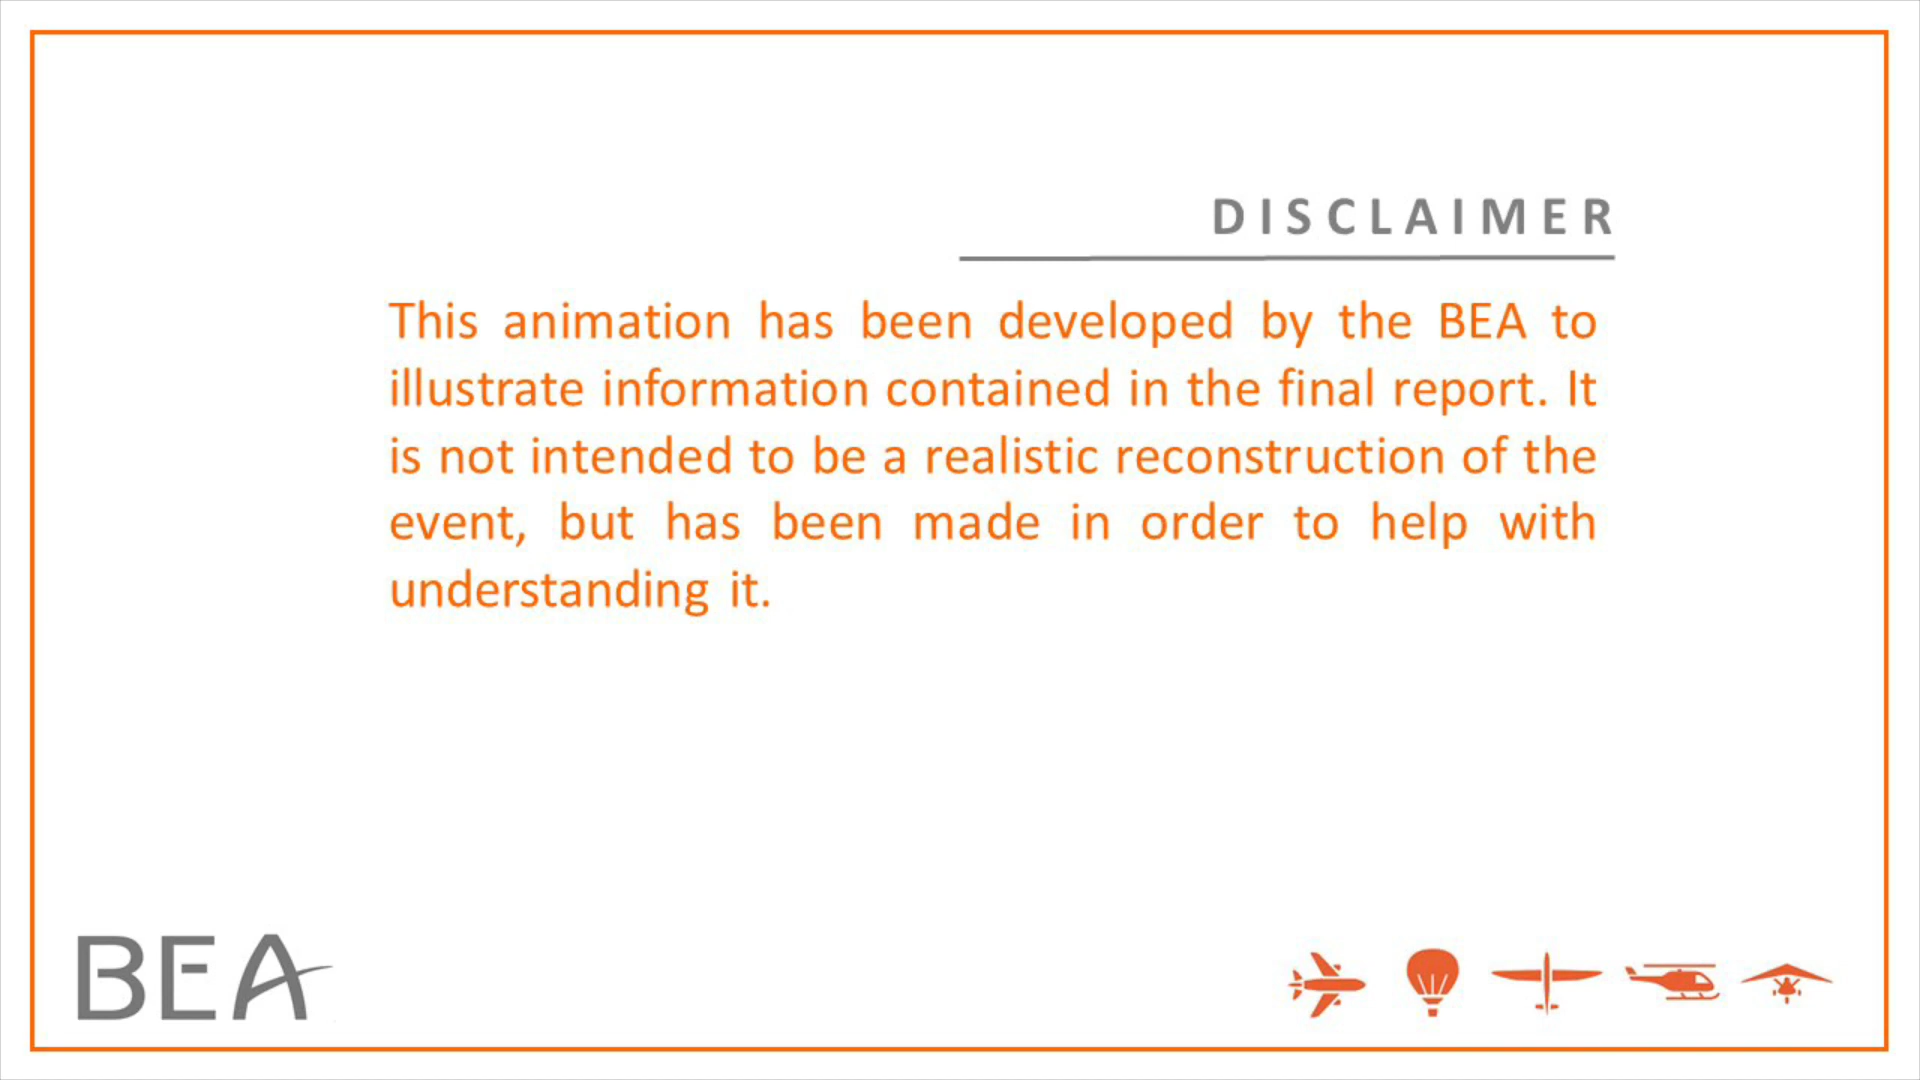 DISCLAIMER
This animation has been developed by the BEA to
illustrate information contained in the final report. It
is not intended to be a realistic reconstruction of the
event, but has been made in order to help with
understanding it.
BEA